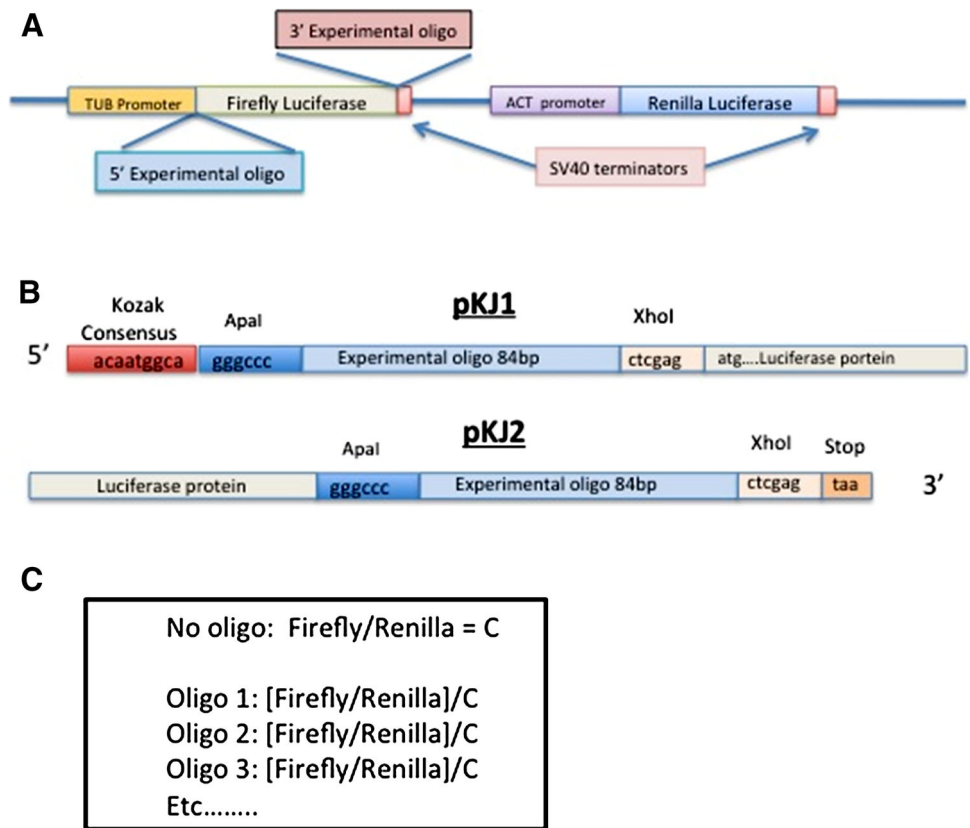 A
3' Experimental oligo
TUB Promoter
Firefly Luciferase
ACT promoter
Renilla Luciferase
5' Experimental oligo
SV40 terminators
B
pKJ1
Kozak
Consensus
ApaI
XhoI
5'
acaatggca
gggccc
Experimental oligo 84bp
ctcgag
atg....Luciferase portein
pKJ2
ApaI
XhoI
Stop
Luciferase protein
gggccc
Experimental oligo 84bp
ctcgag
taa
3'
C
No oligo: Firefly/Renilla = C
Oligo 1: [Firefly/Renilla]/C
Oligo 2: [Firefly/Renilla]/C
Oligo 3: [Firefly/Renilla]/C
Etc........